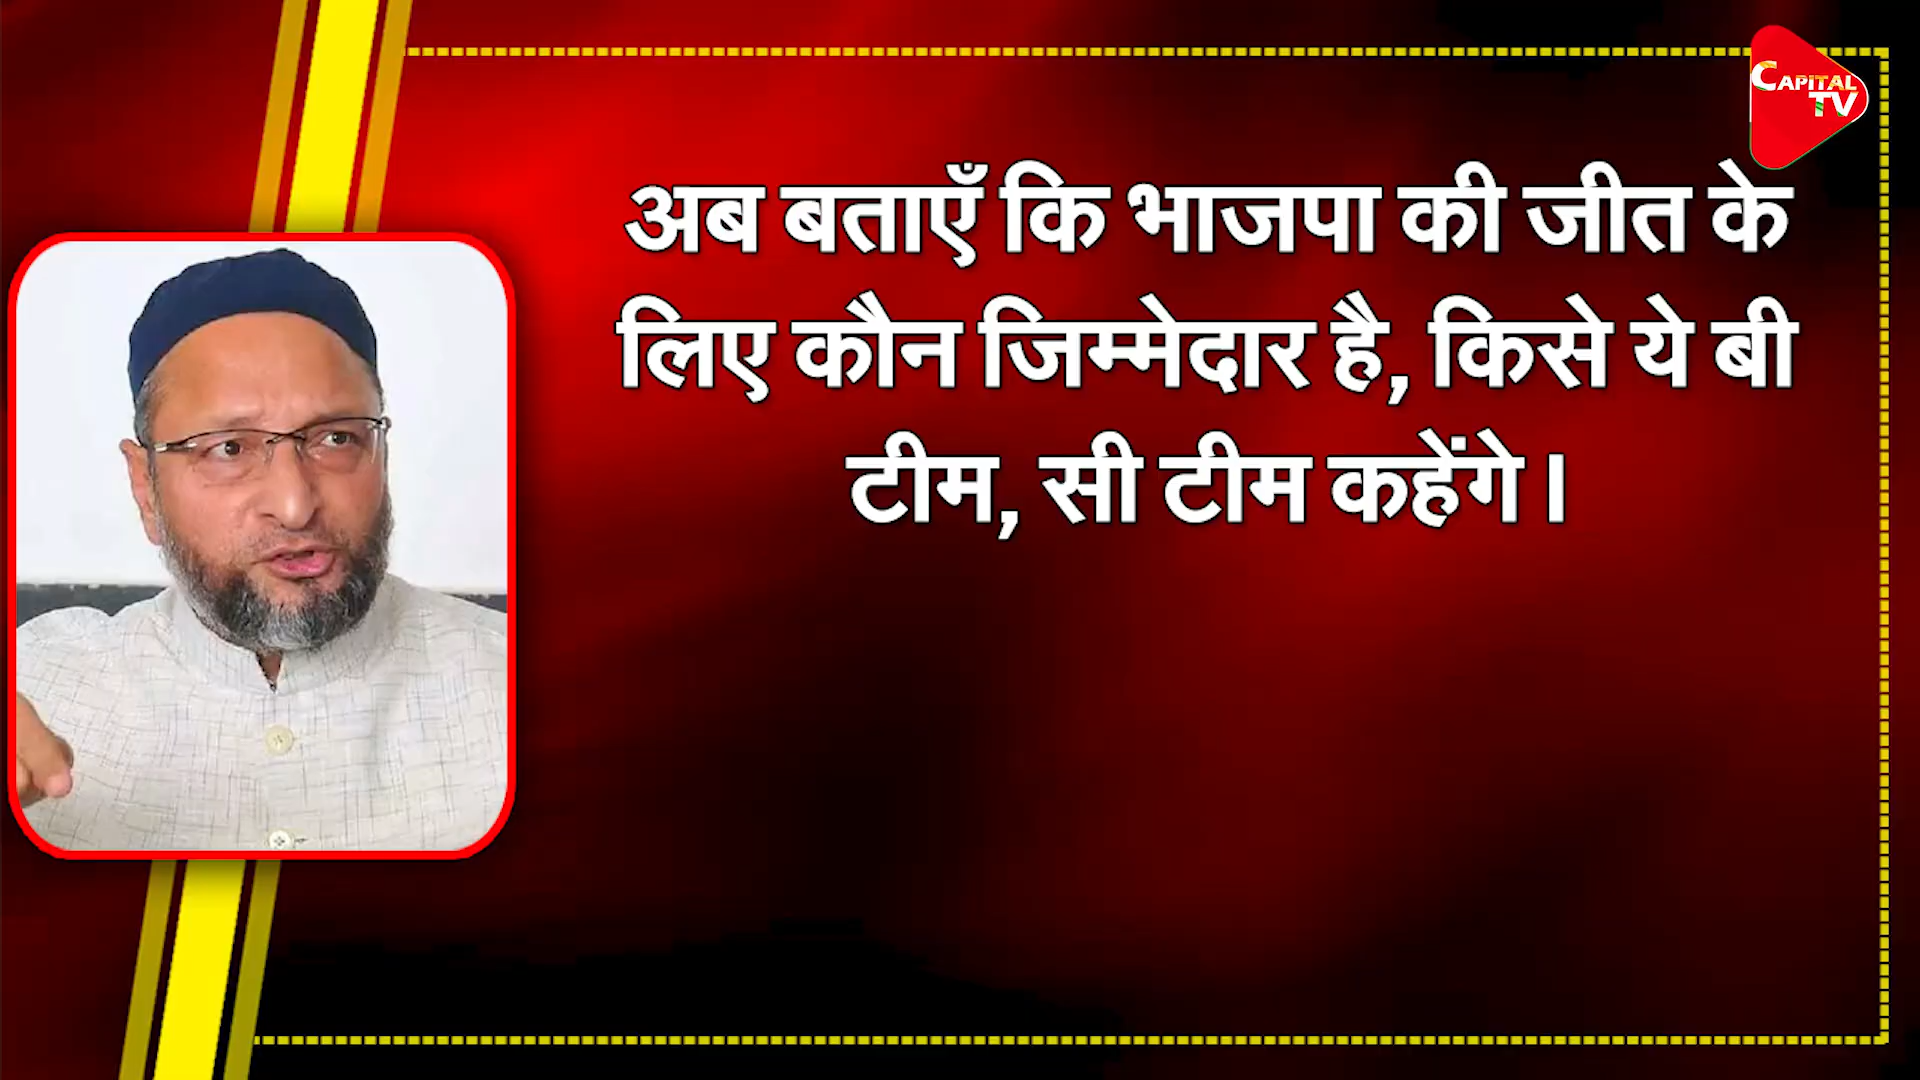 CAPITAL
TV
अब बताएँ कि भाजपा की जीत के
लिए कौन जिम्मेदार है, किसे ये बी
टीम, सी टीम कहेंगे।